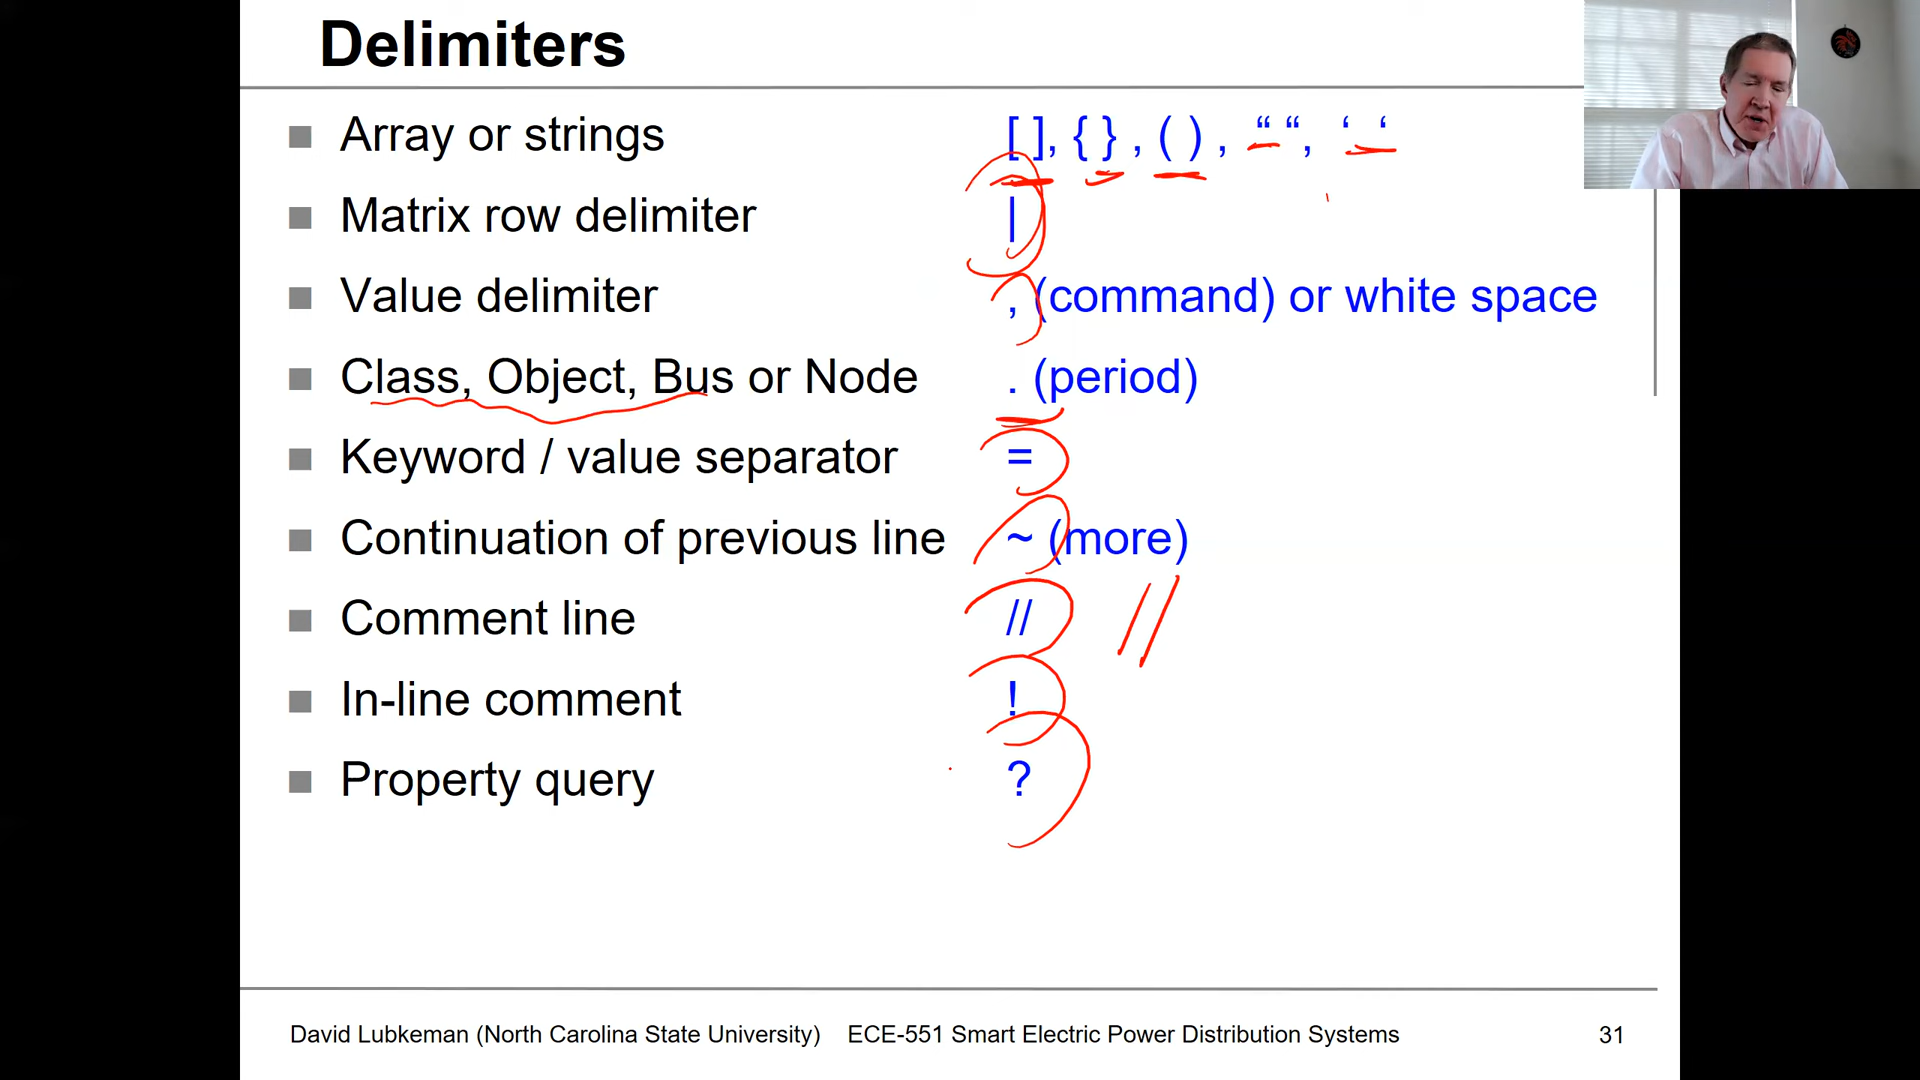 Delimiters
Array or strings [ ], { } , ( ) , “ “, ‘ ‘
Matrix row delimiter |
Value delimiter , (command) or white space
Class, Object, Bus or Node . (period)
Keyword / value separator =
Continuation of previous line ~ (more)
Comment line // //
In-line comment !
Property query ?
David Lubkeman (North Carolina State University) ECE-551 Smart Electric Power Distribution Systems 31